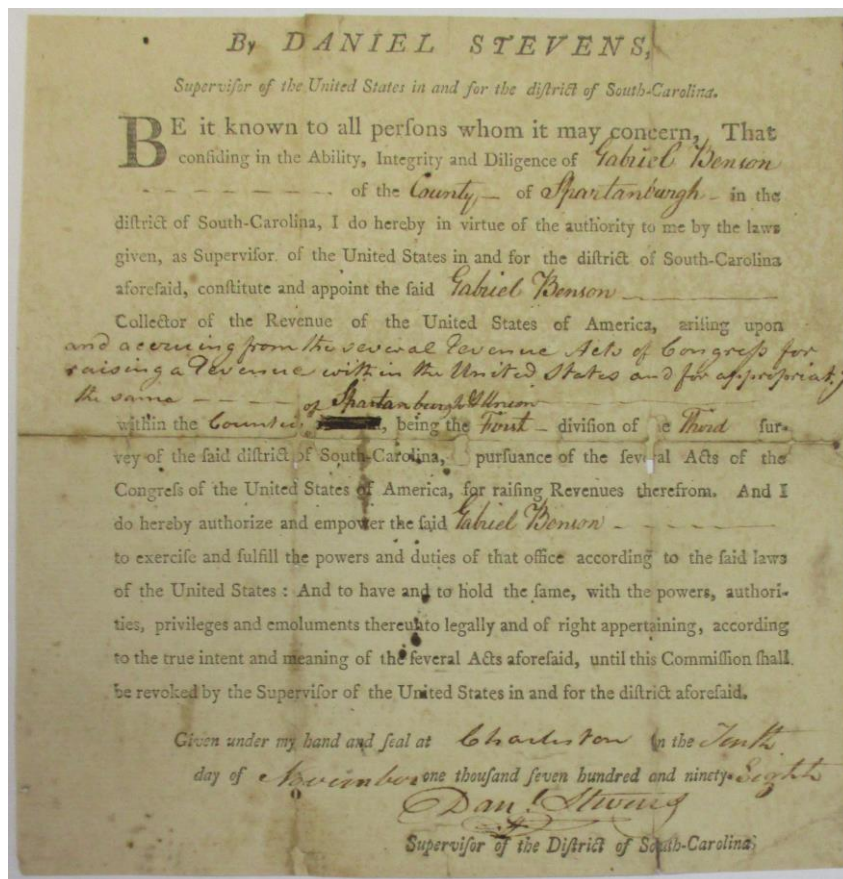 By DANIEL STEVENS,
Superviſor of the United States in and for the diſtrict of South-Carolina.
BE it known to all perſons whom it may concern, That
confiding in the Ability, Integrity and Diligence of Gabriel Benson
- - - - - - - - - - of the County - of Spartanburgh - in the
diſtrict of South-Carolina, I do hereby in virtue of the authority to me by the laws
given, as Superviſor of the United States in and for the diſtrict of South-Carolina
aforeſaid, conſtitute and appoint the ſaid Gabriel Benson
Collector of the Revenue of the United States of America, ariſing upon
and accruing from the several Revenue Acts of Congreſs for
raising a Revenue within the United States and for appropriat.g
the same - - - - - of Spartanburgh & Union
within the Counties, being the First - division of e Third ſur-
vey of the ſaid diſtrict of South-Carolina, purſuance of the ſeveral Acts of the
Congreſs of the United States of America, for raiſing Revenues therefrom. And I
do hereby authorize and empower the ſaid Gabriel Benson - - - -
to exerciſe and fulfill the powers and duties of that office according to the ſaid laws
of the United States : And to have and to hold the ſame, with the powers, authori-
ties, privileges and emoluments thereunto legally and of right appertaining, according
to the true intent and meaning of the ſeveral Acts aforeſaid, until this Commiſſion ſhall
be revoked by the Superviſor of the United States in and for the diſtrict aforeſaid.
Given under my hand and ſeal at Charleston in the Tenth
day of November one thouſand ſeven hundred and ninety-Eighth
Dan.l Stevens
Superviſor of the Diſtrict of South-Carolina;